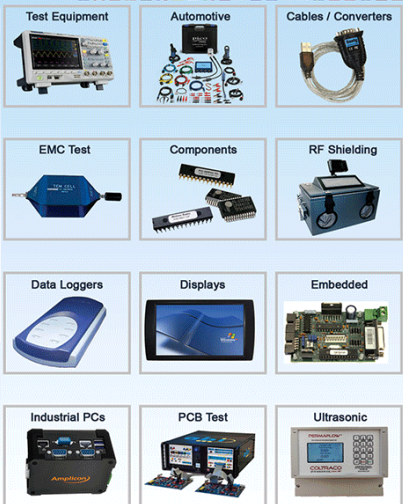 Test Equipment
Automotive
Cables / Converters
EMC Test
Components
RF Shielding
TEM CELL
Data Loggers
Displays
Embedded
Industrial PCs
PCB Test
Ultrasonic
Amplicon
PERMAFLOW
COLTRACO